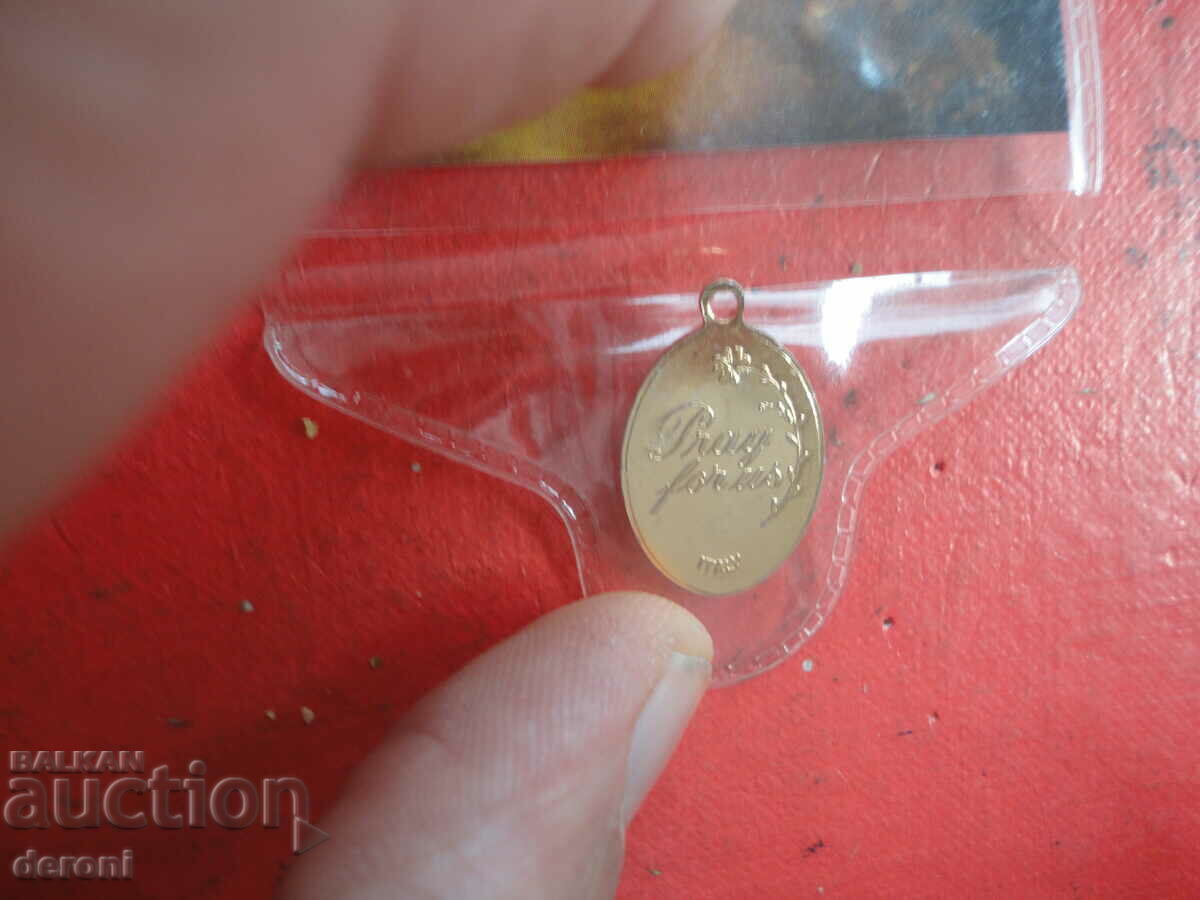 Pray
for us
ITALY
BALKAN
auction
deroni